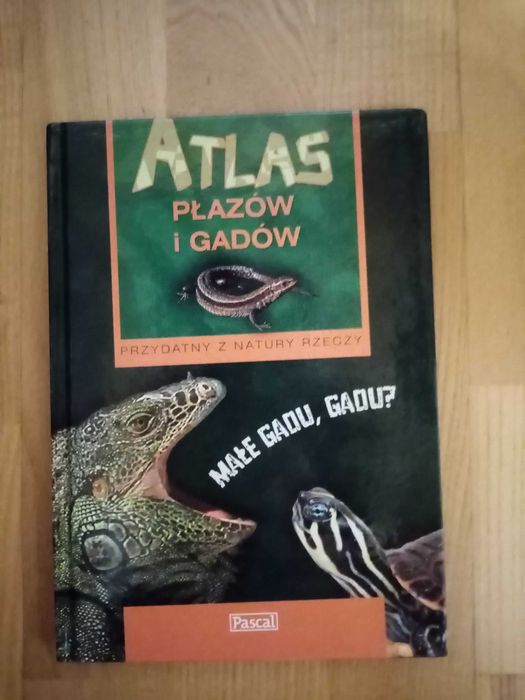 ATLAS
PŁAZÓW
i GADÓW
PRZYDATNY Z NATURY RZECZY
MAŁE GADU, GADU?
Pascal